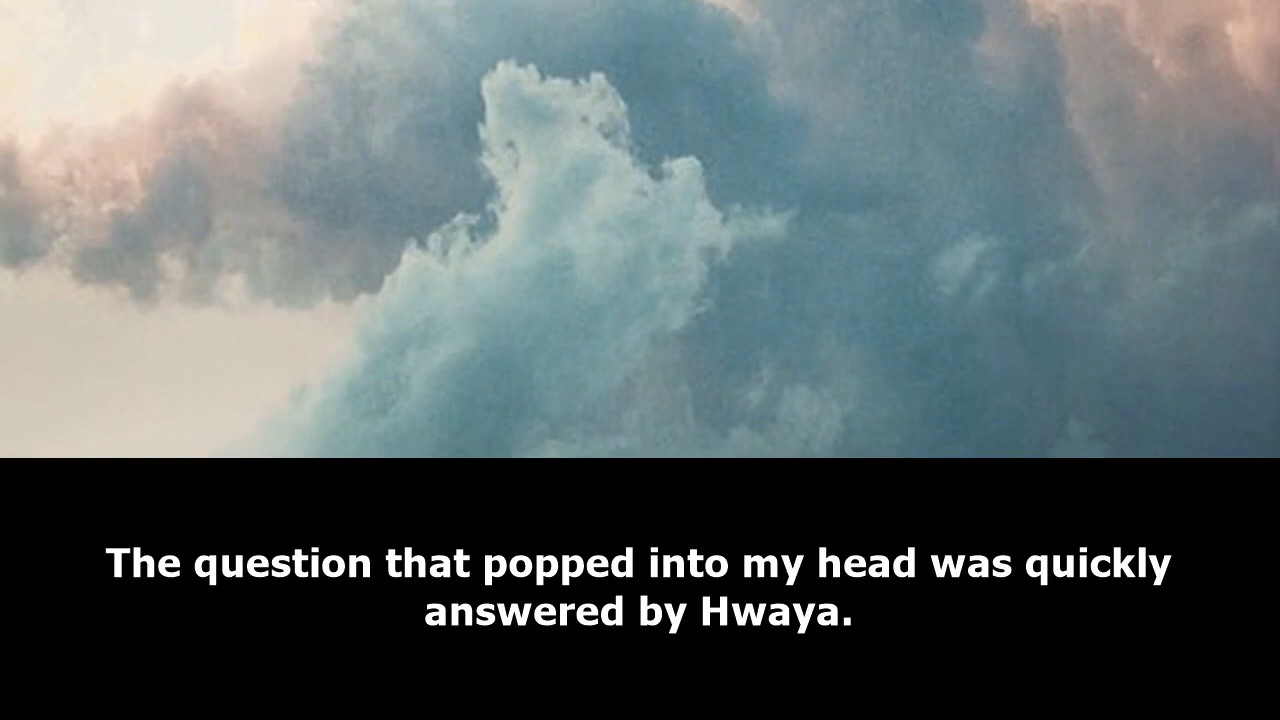 The question that popped into my head was quickly
answered by Hwaya.